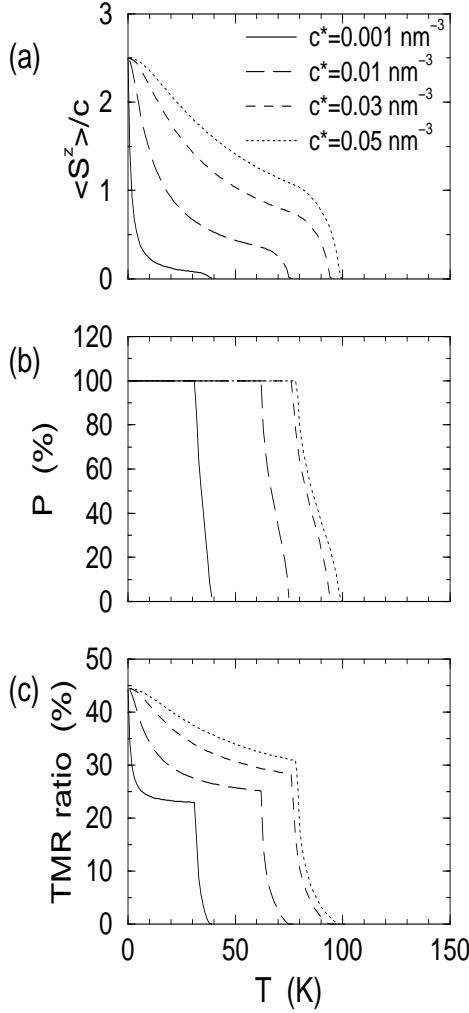 (a)
<S^z>/c
3
2
1
0
c*=0.001 nm⁻³
c*=0.01 nm⁻³
c*=0.03 nm⁻³
c*=0.05 nm⁻³
(b)
P (%)
120
100
80
60
40
20
0
(c)
TMR ratio (%)
50
40
30
20
10
0
0 50 100 150
T (K)